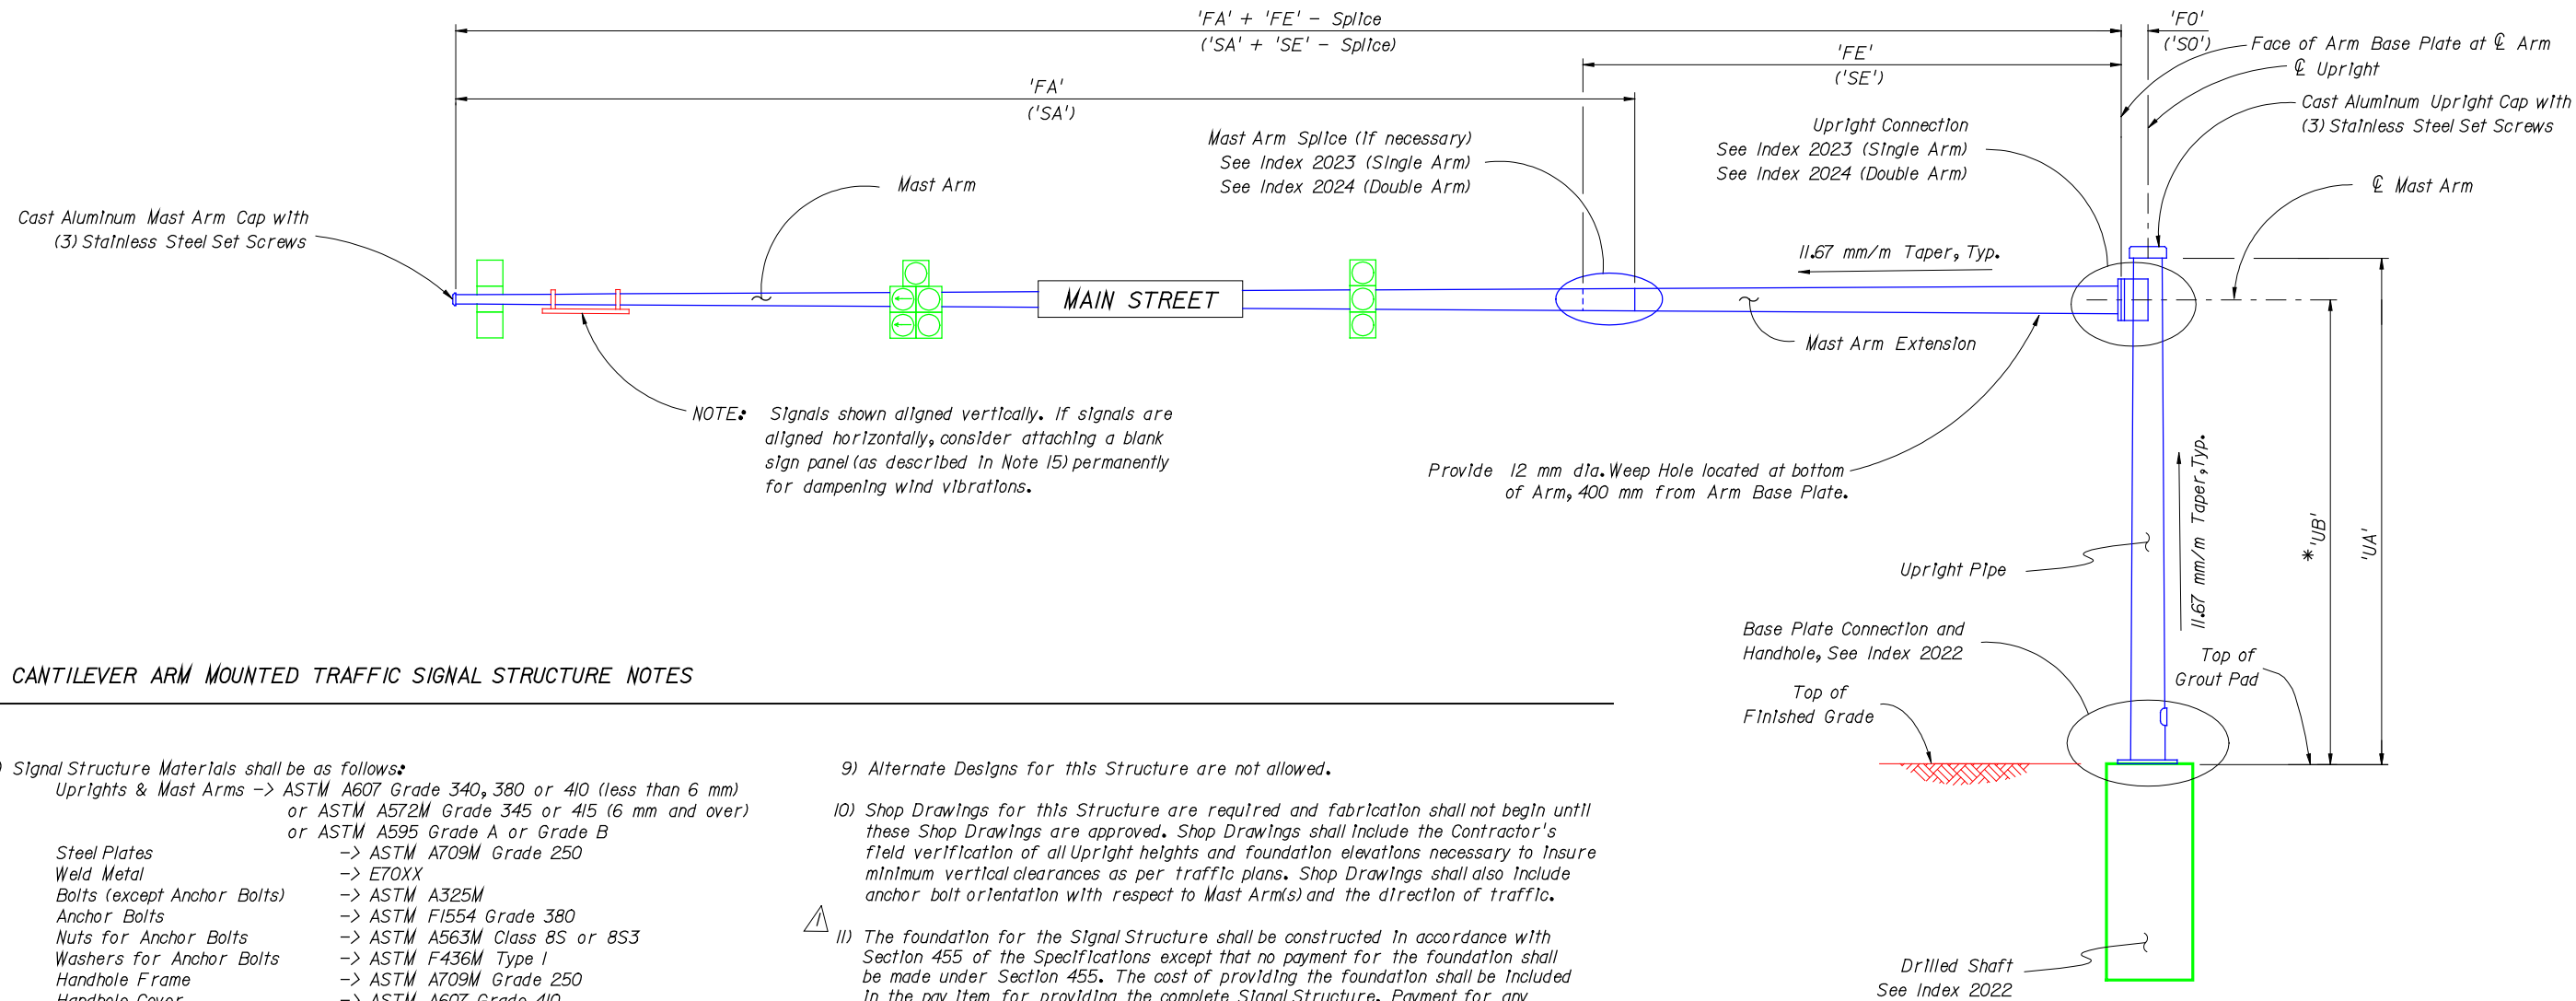 'FA' + 'FE' - Splice
('SA' + 'SE' - Splice)
'FO'
('SO')
Face of Arm Base Plate at ℄ Arm
℄ Upright
'FE'
('SE')
'FA'
('SA')
Cast Aluminum Upright Cap with
(3) Stainless Steel Set Screws
Mast Arm Splice (if necessary)
See Index 2023 (Single Arm)
See Index 2024 (Double Arm)
Upright Connection
See Index 2023 (Single Arm)
See Index 2024 (Double Arm)
Mast Arm
℄ Mast Arm
Cast Aluminum Mast Arm Cap with
(3) Stainless Steel Set Screws
11.67 mm/m Taper, Typ.
MAIN STREET
Mast Arm Extension
NOTE: Signals shown aligned vertically. If signals are
aligned horizontally, consider attaching a blank
sign panel (as described in Note 15) permanently
for dampening wind vibrations.
Provide 12 mm dia. Weep Hole located at bottom
of Arm, 400 mm from Arm Base Plate.
11.67 mm/m Taper, Typ.
*'UB'
'UA'
Upright Pipe
Base Plate Connection and
Handhole, See Index 2022
Top of
Grout Pad
Top of
Finished Grade
Drilled Shaft
See Index 2022
CANTILEVER ARM MOUNTED TRAFFIC SIGNAL STRUCTURE NOTES
) Signal Structure Materials shall be as follows:
Uprights & Mast Arms -> ASTM A607 Grade 340, 380 or 410 (less than 6 mm)
or ASTM A572M Grade 345 or 415 (6 mm and over)
or ASTM A595 Grade A or Grade B
Steel Plates -> ASTM A709M Grade 250
Weld Metal -> E70XX
Bolts (except Anchor Bolts) -> ASTM A325M
Anchor Bolts -> ASTM F1554 Grade 380
Nuts for Anchor Bolts -> ASTM A563M Class 8S or 8S3
Washers for Anchor Bolts -> ASTM F436M Type 1
Handhole Frame -> ASTM A709M Grade 250
Handhole Cover -> ASTM A607 Grade 410
9) Alternate Designs for this Structure are not allowed.
10) Shop Drawings for this Structure are required and fabrication shall not begin until
these Shop Drawings are approved. Shop Drawings shall include the Contractor's
field verification of all Upright heights and foundation elevations necessary to insure
minimum vertical clearances as per traffic plans. Shop Drawings shall also include
anchor bolt orientation with respect to Mast Arm(s) and the direction of traffic.
1
11) The foundation for the Signal Structure shall be constructed in accordance with
Section 455 of the Specifications except that no payment for the foundation shall
be made under Section 455. The cost of providing the foundation shall be included
in the pay item for providing the complete Signal Structure. Payment for any